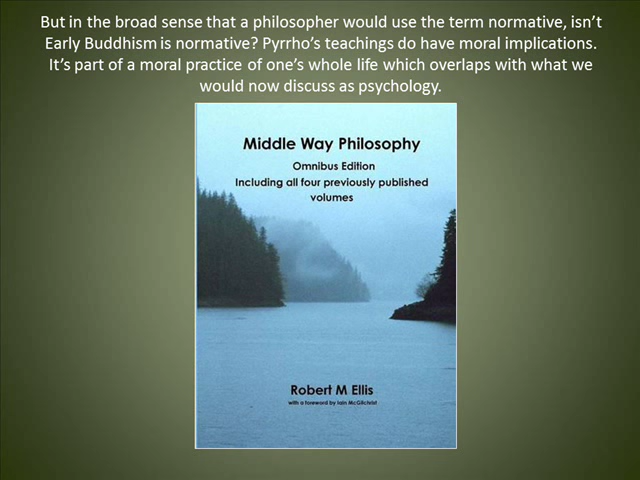 But in the broad sense that a philosopher would use the term normative, isn’t
Early Buddhism is normative? Pyrrho’s teachings do have moral implications.
It’s part of a moral practice of one’s whole life which overlaps with what we
would now discuss as psychology.
Middle Way Philosophy
Omnibus Edition
Including all four previously published
volumes
Robert M Ellis
with a foreword by Iain McGilchrist